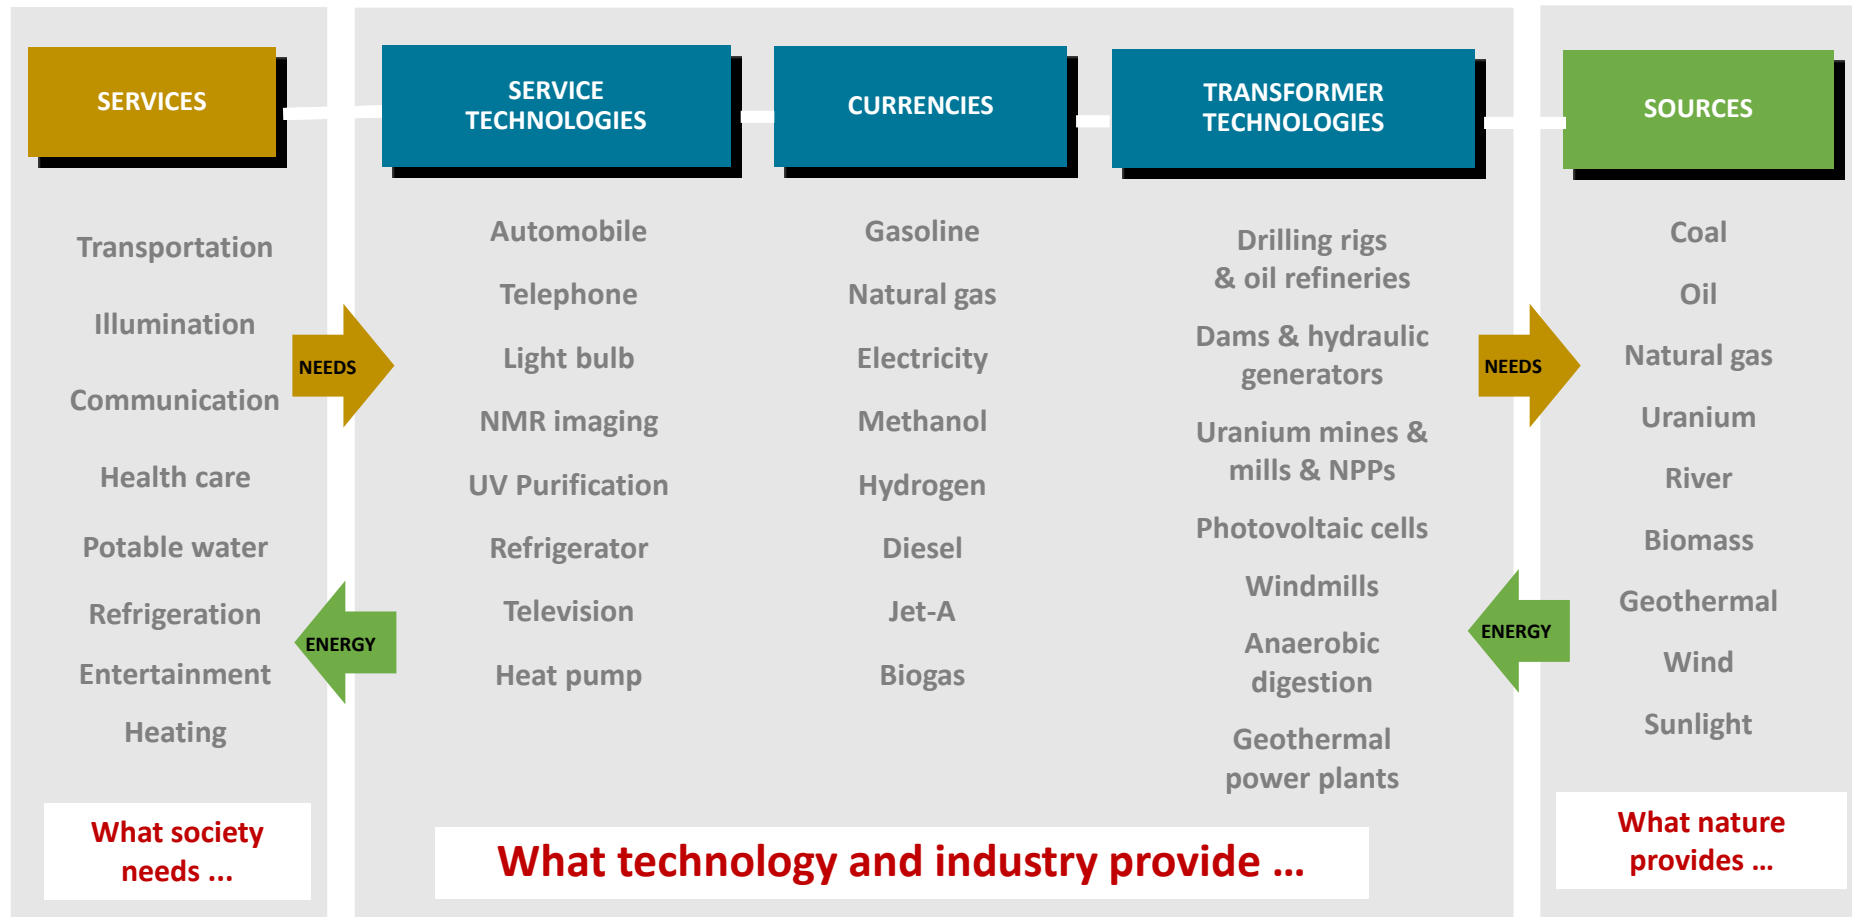 SERVICES
Transportation
Illumination
Communication
Health care
Potable water
Refrigeration
Entertainment
Heating
What society
needs ...
NEEDS
ENERGY
SERVICE
TECHNOLOGIES
Automobile
Telephone
Light bulb
NMR imaging
UV Purification
Refrigerator
Television
Heat pump
CURRENCIES
Gasoline
Natural gas
Electricity
Methanol
Hydrogen
Diesel
Jet-A
Biogas
TRANSFORMER
TECHNOLOGIES
Drilling rigs
& oil refineries
Dams & hydraulic
generators
Uranium mines &
mills & NPPs
Photovoltaic cells
Windmills
Anaerobic
digestion
Geothermal
power plants
What technology and industry provide ...
NEEDS
ENERGY
SOURCES
Coal
Oil
Natural gas
Uranium
River
Biomass
Geothermal
Wind
Sunlight
What nature
provides ...